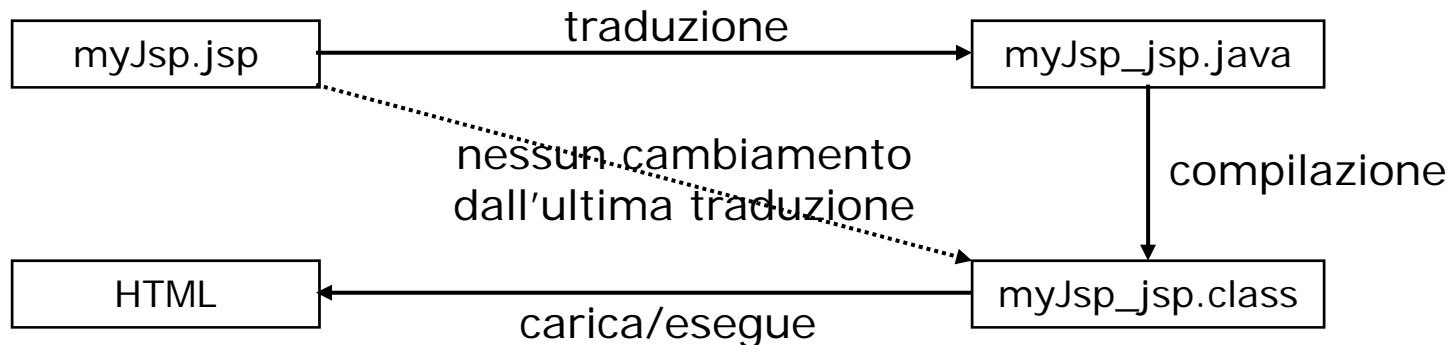 traduzione
myJsp.jsp
myJsp_jsp.java
nessun cambiamento
dall'ultima traduzione
compilazione
HTML
myJsp_jsp.class
carica/esegue